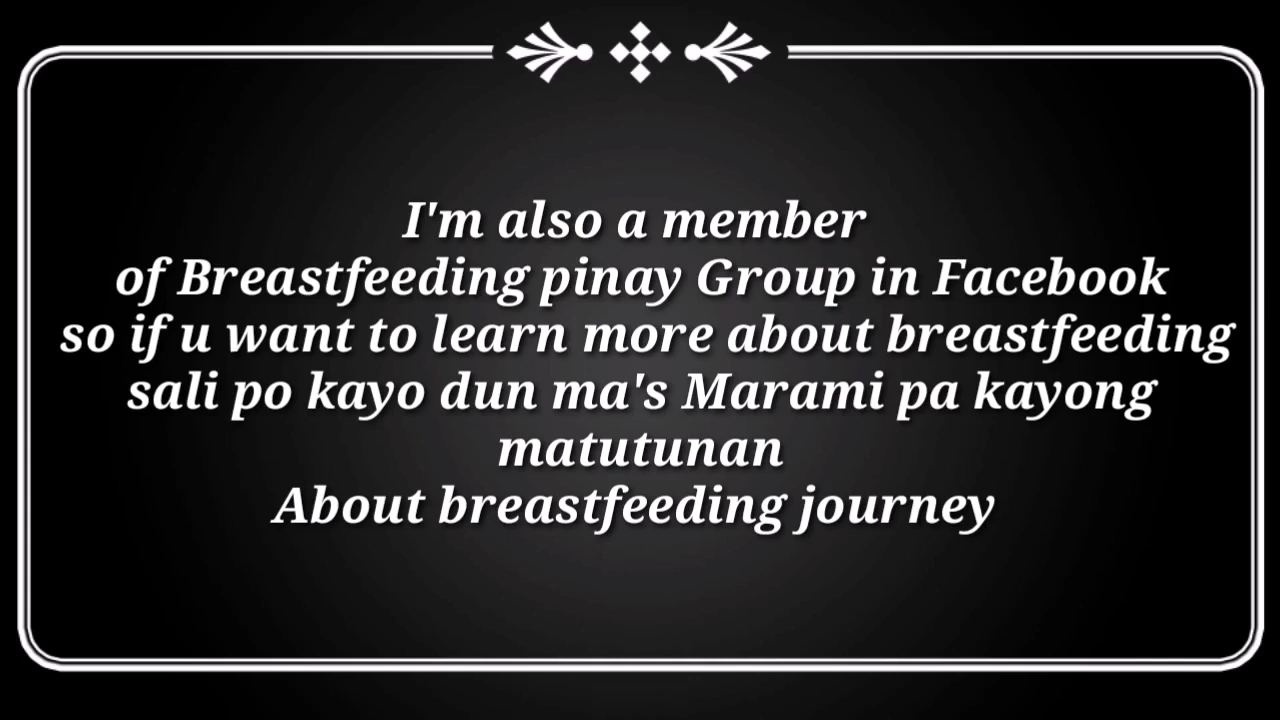 I'm also a member
of Breastfeeding pinay Group in Facebook
so if u want to learn more about breastfeeding
sali po kayo dun ma's Marami pa kayong
matutunan
About breastfeeding journey